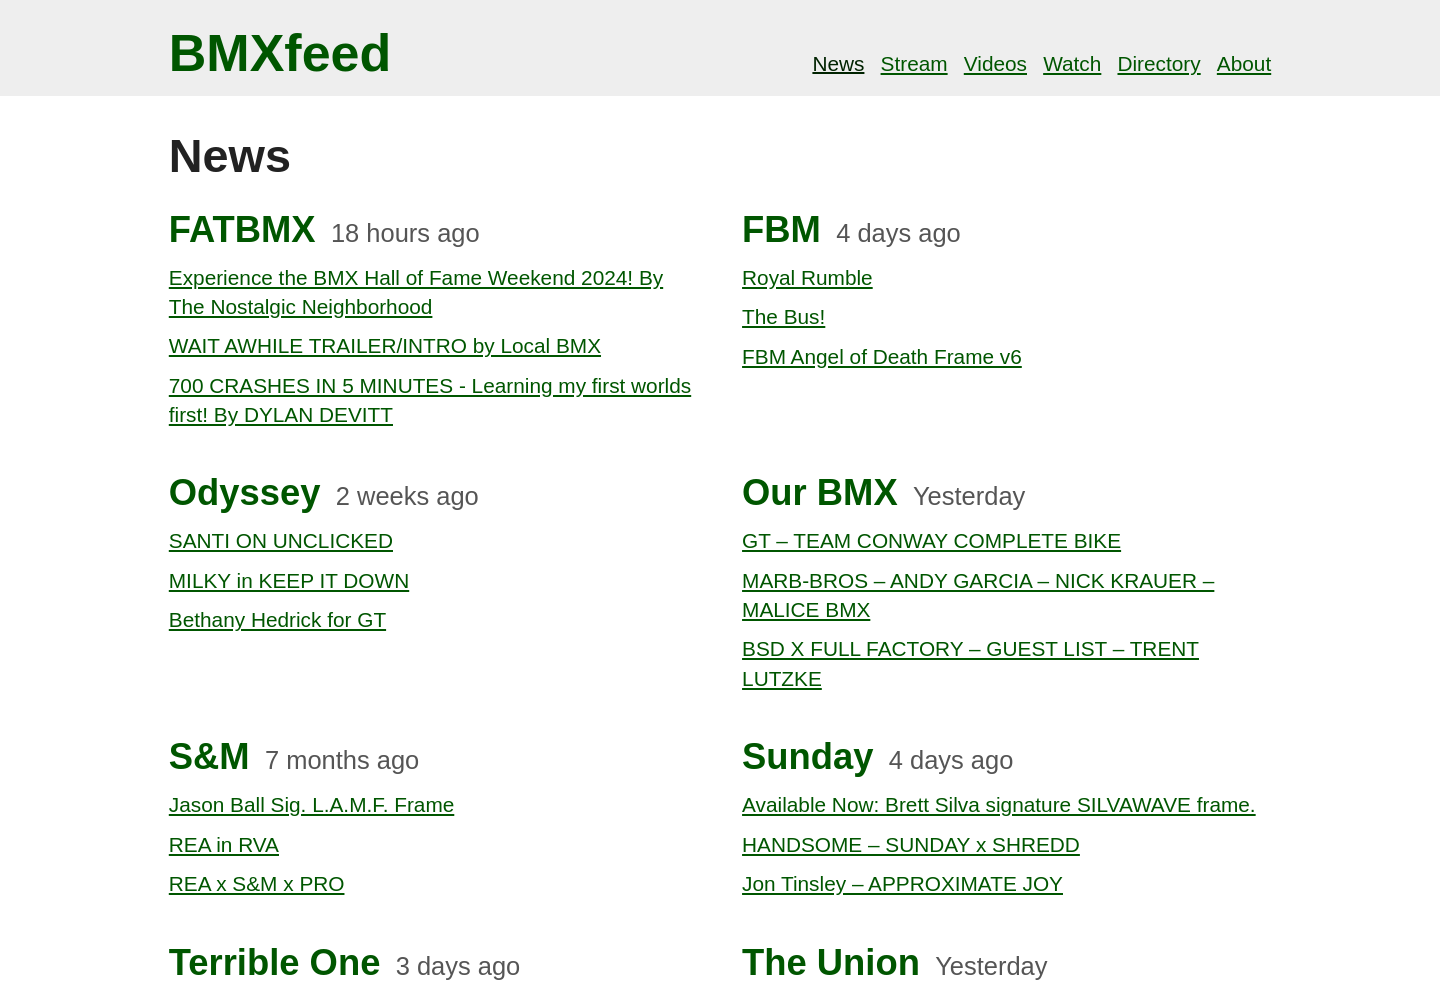 BMXfeed
News Stream Videos Watch Directory About
News
FATBMX 18 hours ago
Experience the BMX Hall of Fame Weekend 2024! By
The Nostalgic Neighborhood
WAIT AWHILE TRAILER/INTRO by Local BMX
700 CRASHES IN 5 MINUTES - Learning my first worlds
first! By DYLAN DEVITT
FBM 4 days ago
Royal Rumble
The Bus!
FBM Angel of Death Frame v6
Odyssey 2 weeks ago
SANTI ON UNCLICKED
MILKY in KEEP IT DOWN
Bethany Hedrick for GT
Our BMX Yesterday
GT – TEAM CONWAY COMPLETE BIKE
MARB-BROS – ANDY GARCIA – NICK KRAUER –
MALICE BMX
BSD X FULL FACTORY – GUEST LIST – TRENT
LUTZKE
S&M 7 months ago
Jason Ball Sig. L.A.M.F. Frame
REA in RVA
REA x S&M x PRO
Sunday 4 days ago
Available Now: Brett Silva signature SILVAWAVE frame.
HANDSOME – SUNDAY x SHREDD
Jon Tinsley – APPROXIMATE JOY
Terrible One 3 days ago
The Union Yesterday